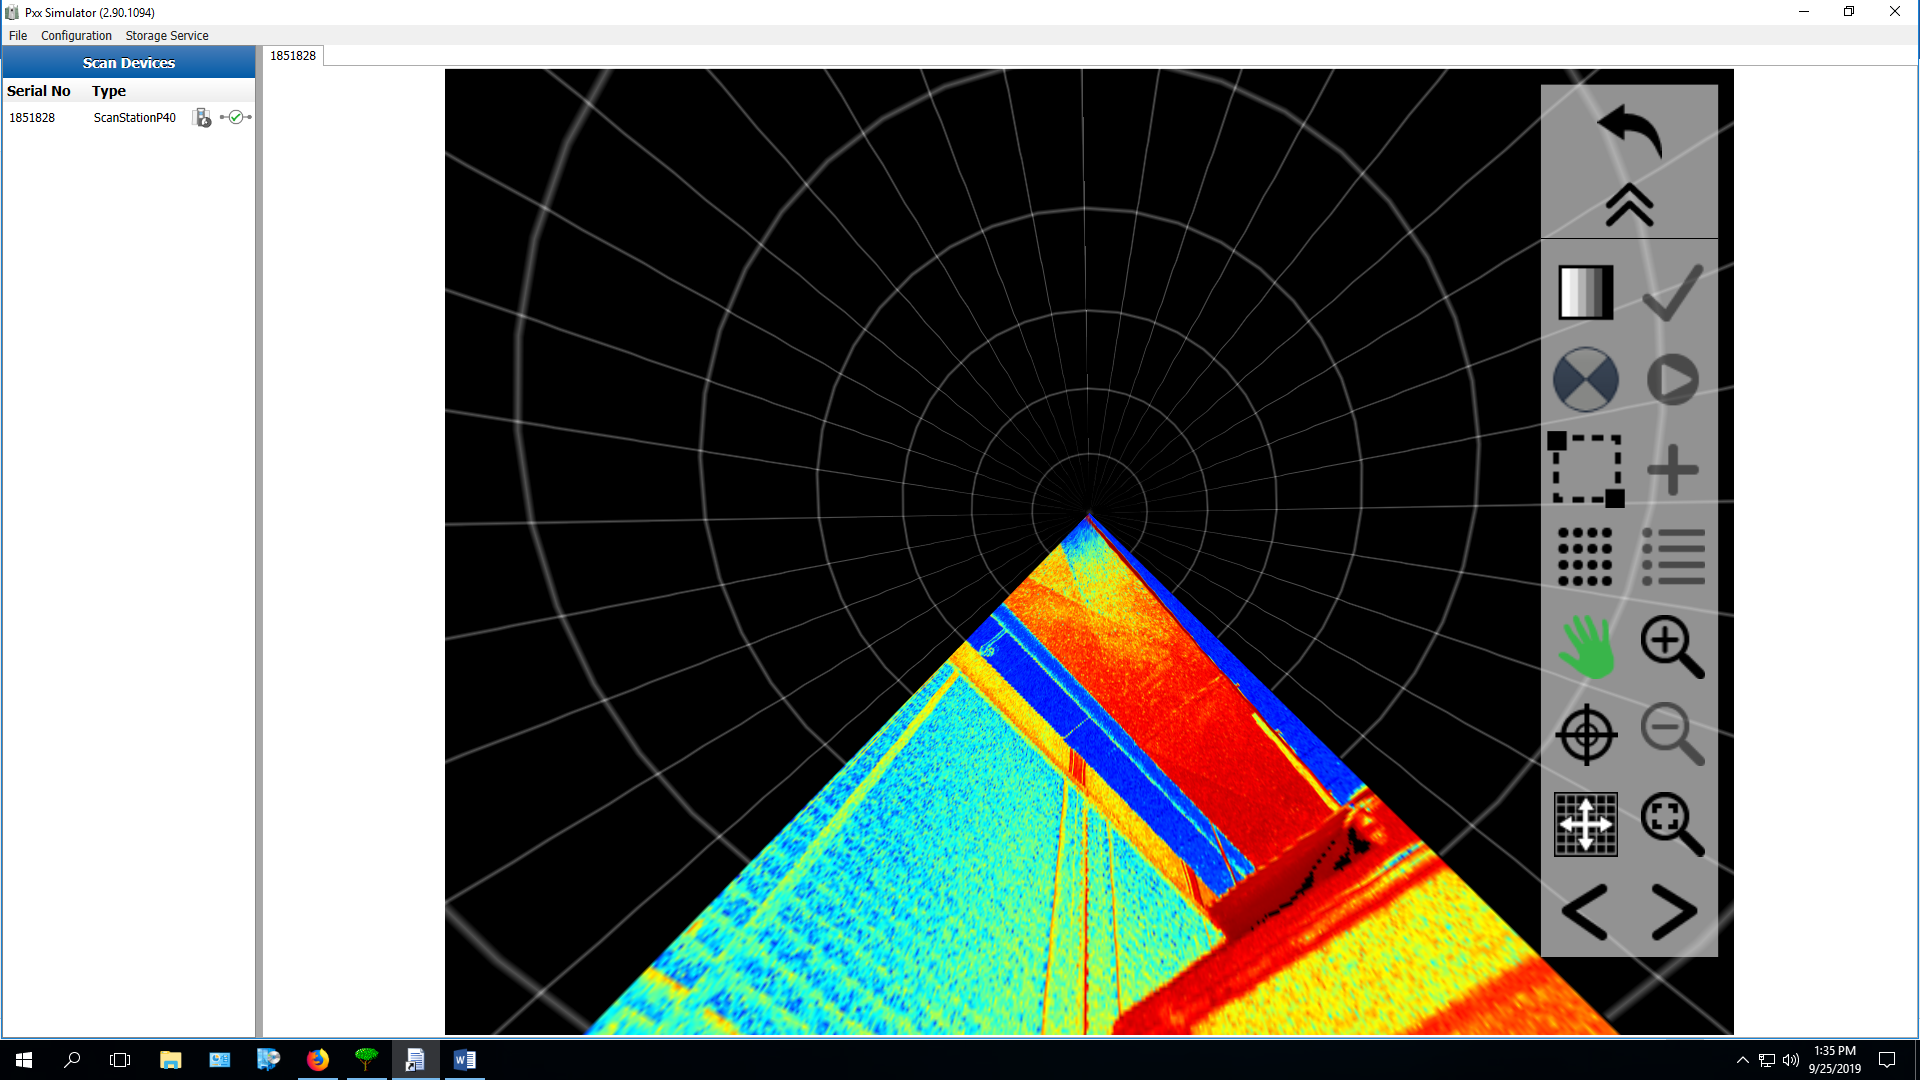 Pxx Simulator (2.90.1094)
File Configuration Storage Service
Scan Devices
1851828
Serial No Type
1851828 ScanStationP40
1:35 PM
9/25/2019